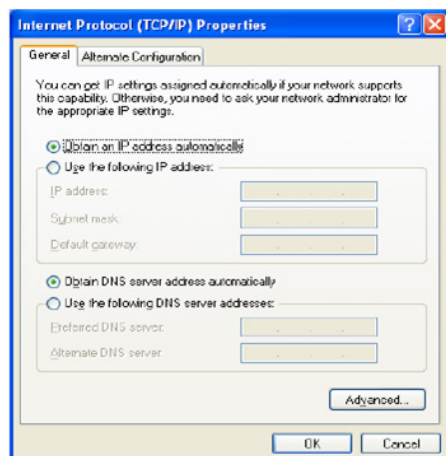 Internet Protocol (TCP/IP) Properties
General
Alternate Configuration
You can get IP settings assigned automatically if your network supports
this capability. Otherwise, you need to ask your network administrator for
the appropriate IP settings.
Obtain an IP address automatically
Use the following IP address:
IP address:
Subnet mask:
Default gateway:
Obtain DNS server address automatically
Use the following DNS server addresses:
Preferred DNS server:
Alternate DNS server:
Advanced...
OK
Cancel